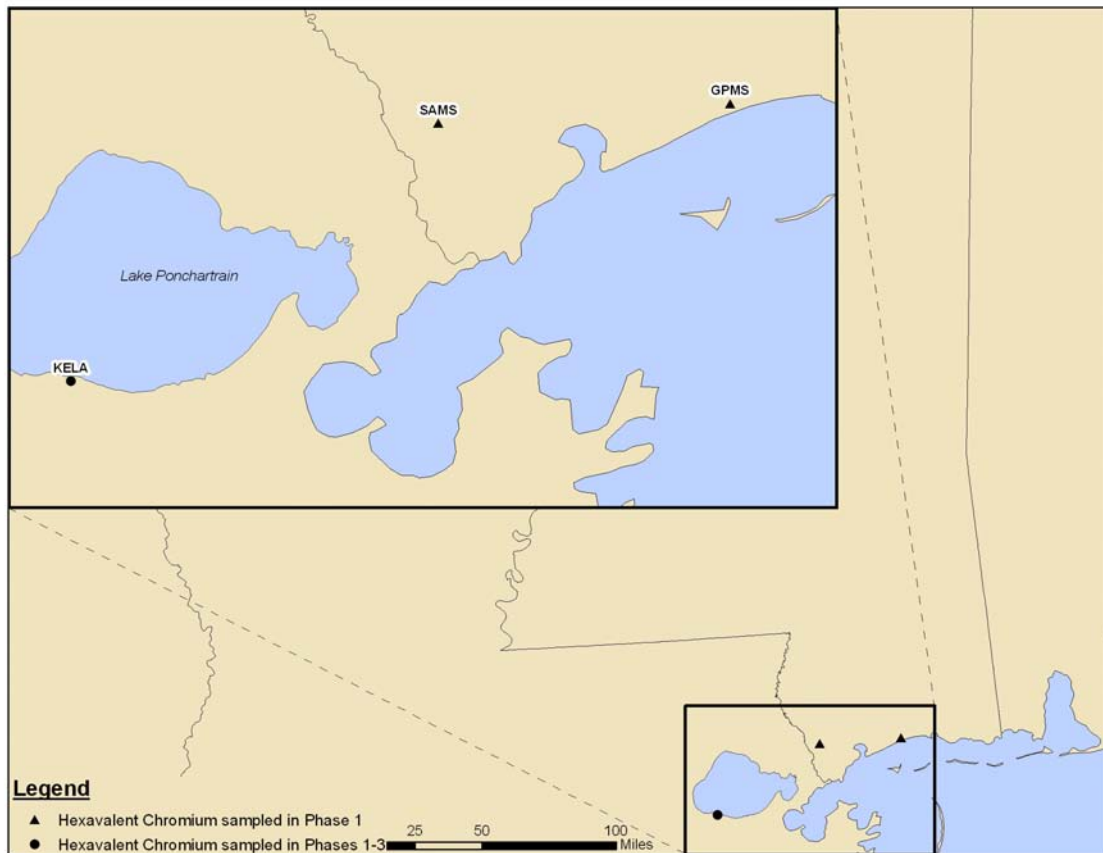 SAMS
GPMS
Lake Ponchartrain
KELA
Legend
Hexavalent Chromium sampled in Phase 1
Hexavalent Chromium sampled in Phases 1-3
25 50 100
Miles